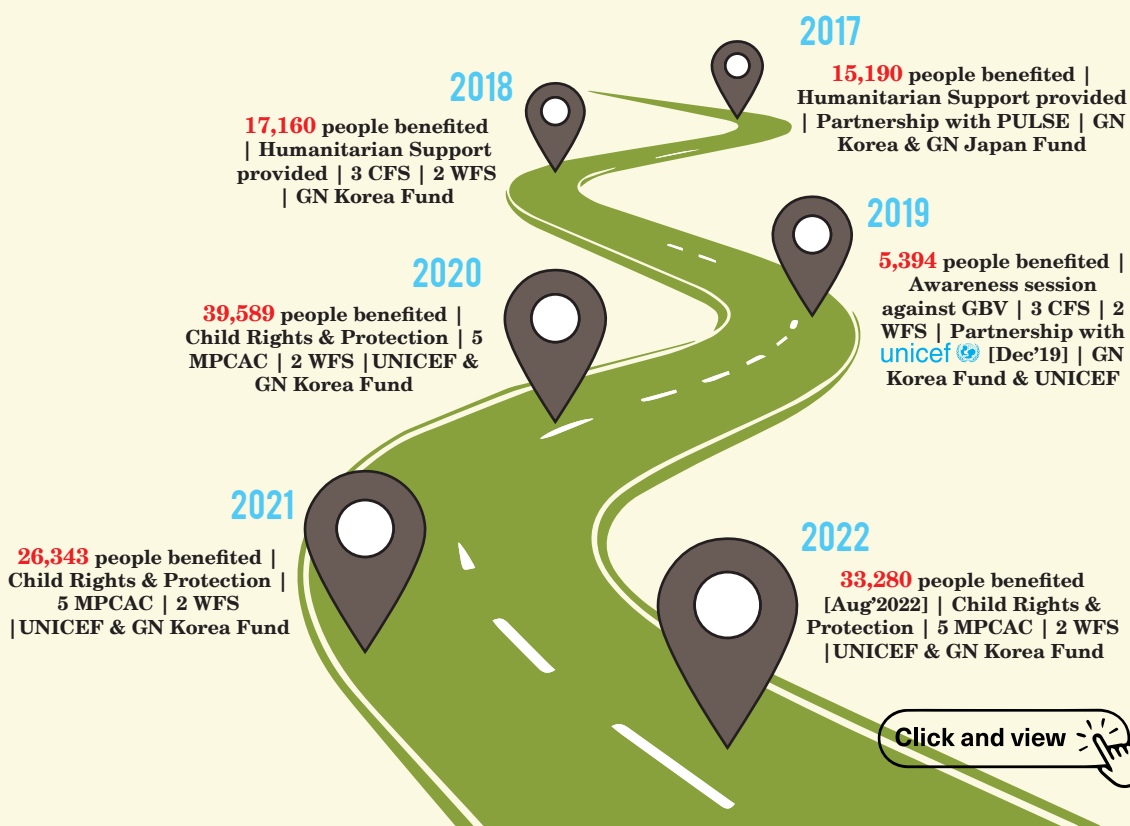 2017
15,190 people benefited |
Humanitarian Support provided
| Partnership with PULSE | GN
Korea & GN Japan Fund
2018
17,160 people benefited
| Humanitarian Support
provided | 3 CFS | 2 WFS
| GN Korea Fund
2019
5,394 people benefited |
Awareness session
against GBV | 3 CFS | 2
WFS | Partnership with
unicef [Dec’19] | GN
Korea Fund & UNICEF
2020
39,589 people benefited |
Child Rights & Protection | 5
MPCAC | 2 WFS |UNICEF &
GN Korea Fund
2021
26,343 people benefited |
Child Rights & Protection |
5 MPCAC | 2 WFS
|UNICEF & GN Korea Fund
2022
33,280 people benefited
[Aug’2022] | Child Rights &
Protection | 5 MPCAC | 2 WFS
|UNICEF & GN Korea Fund
Click and view